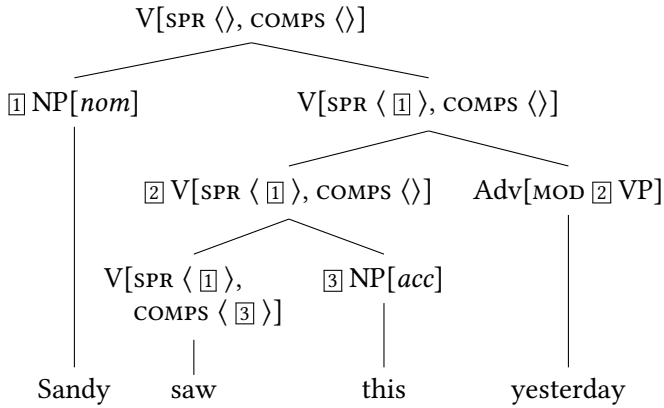 V[SPR ⟨⟩, COMPS ⟨⟩]
1 NP[nom] V[SPR ⟨ 1 ⟩, COMPS ⟨⟩]
2 V[SPR ⟨ 1 ⟩, COMPS ⟨⟩] Adv[MOD 2 VP]
V[SPR ⟨ 1 ⟩, 3 NP[acc]
COMPS ⟨ 3 ⟩]
Sandy saw this yesterday